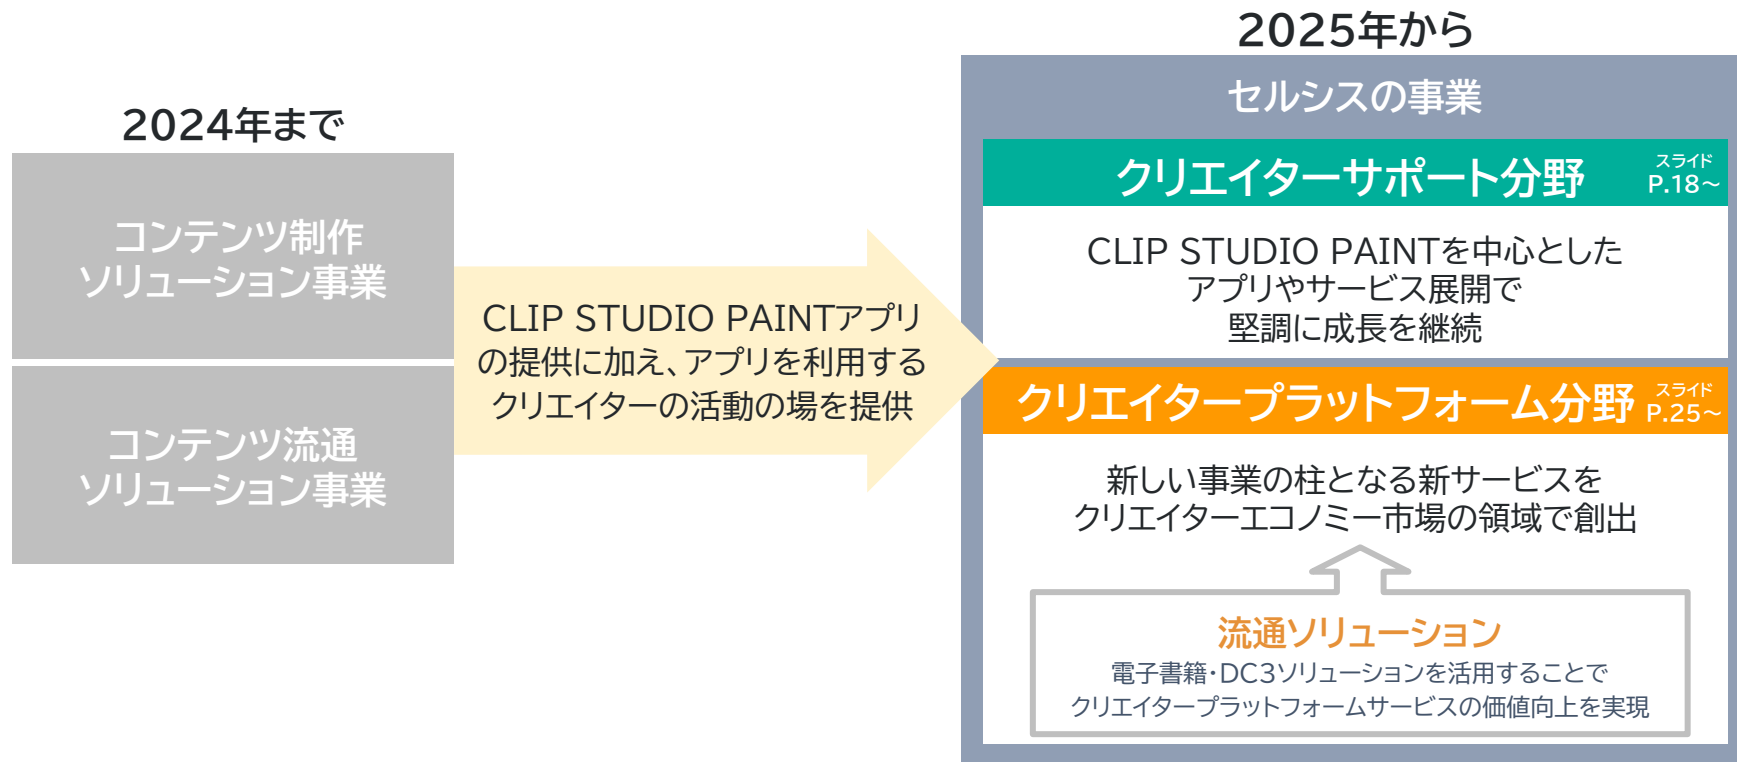 2024年まで
コンテンツ制作
ソリューション事業
コンテンツ流通
ソリューション事業
CLIP STUDIO PAINTアプリ
の提供に加え、アプリを利用する
クリエイターの活動の場を提供
2025年から
セルシスの事業
クリエイターサポート分野
スライド
P.18～
CLIP STUDIO PAINTを中心とした
アプリやサービス展開で
堅調に成長を継続
クリエイタープラットフォーム分野
スライド
P.25～
新しい事業の柱となる新サービスを
クリエイターエコノミー市場の領域で創出
流通ソリューション
電子書籍・DC3ソリューションを活用することで
クリエイタープラットフォームサービスの価値向上を実現